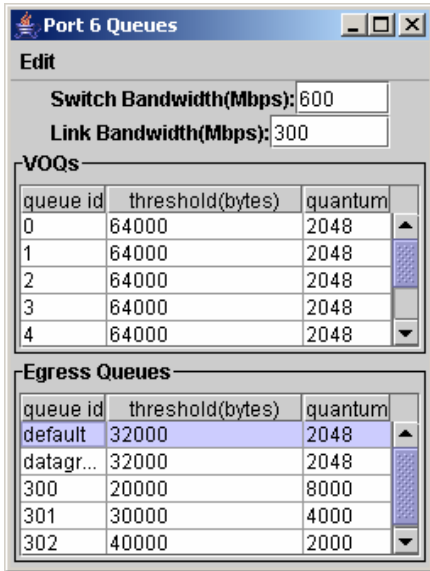 Port 6 Queues
Edit
Switch Bandwidth(Mbps): 600
Link Bandwidth(Mbps): 300
VOQs
queue id threshold(bytes) quantum
0 64000 2048
1 64000 2048
2 64000 2048
3 64000 2048
4 64000 2048
Egress Queues
queue id threshold(bytes) quantum
default 32000 2048
datagr... 32000 2048
300 20000 8000
301 30000 4000
302 40000 2000